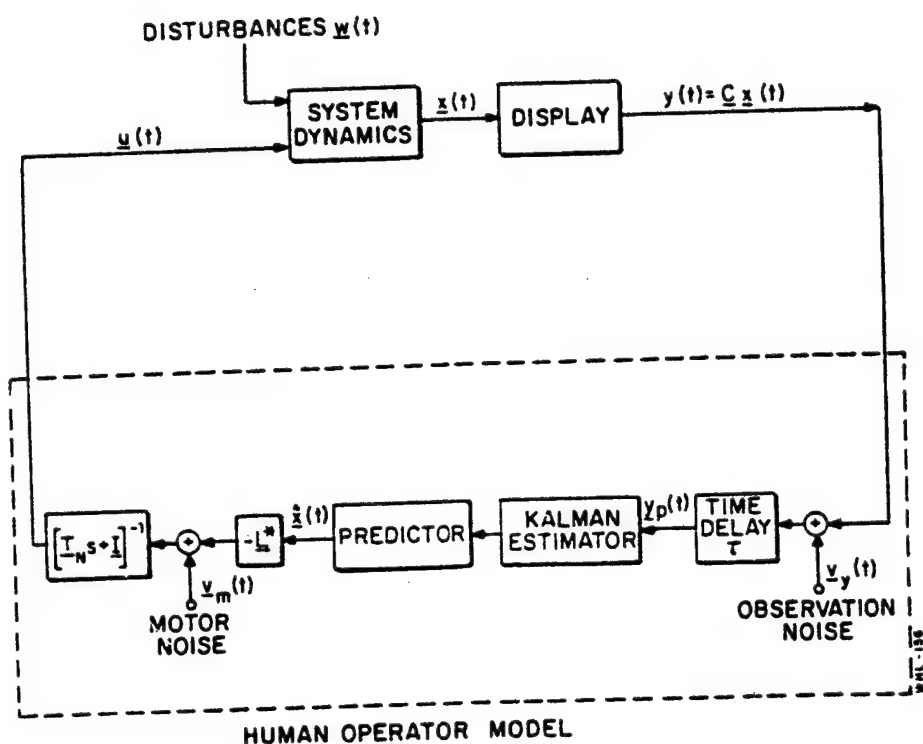 DISTURBANCES w(t)
SYSTEM
DYNAMICS
x(t)
DISPLAY
y(t) = C x(t)
u(t)
[T_N s + I]^-1
v_m(t)
MOTOR
NOISE
-L*
x̂(t)
PREDICTOR
KALMAN
ESTIMATOR
y_p(t)
TIME
DELAY
τ
v_y(t)
OBSERVATION
NOISE
HUMAN OPERATOR MODEL